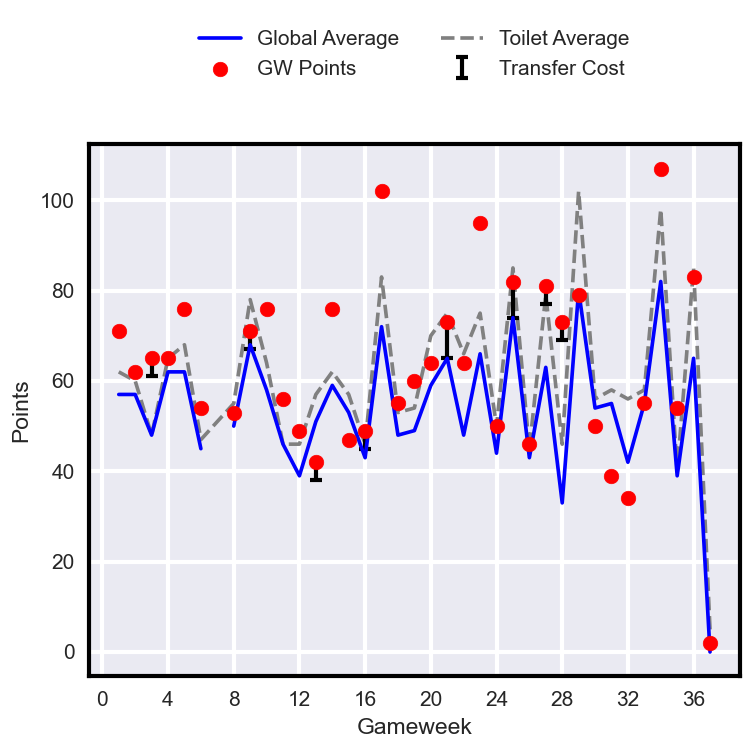 Global Average
Toilet Average
GW Points
Transfer Cost
Points
100
80
60
40
20
0
0 4 8 12 16 20 24 28 32 36
Gameweek